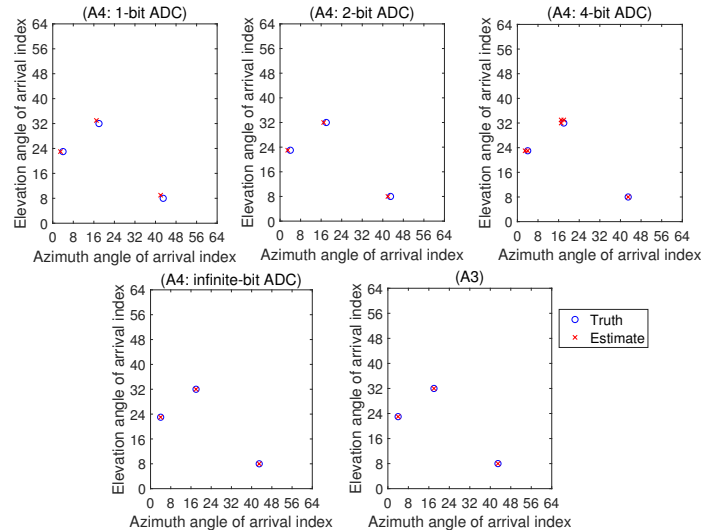 (A4: 1-bit ADC)
Elevation angle of arrival index
64
56
48
40
32
24
16
8
0
0 8 16 24 32 40 48 56 64
Azimuth angle of arrival index
(A4: 2-bit ADC)
Elevation angle of arrival index
64
56
48
40
32
24
16
8
0
0 8 16 24 32 40 48 56 64
Azimuth angle of arrival index
(A4: 4-bit ADC)
Elevation angle of arrival index
64
56
48
40
32
24
16
8
0
0 8 16 24 32 40 48 56 64
Azimuth angle of arrival index
(A4: infinite-bit ADC)
Elevation angle of arrival index
64
56
48
40
32
24
16
8
0
0 8 16 24 32 40 48 56 64
Azimuth angle of arrival index
(A3)
Elevation angle of arrival index
64
56
48
40
32
24
16
8
0
0 8 16 24 32 40 48 56 64
Azimuth angle of arrival index
Truth
Estimate